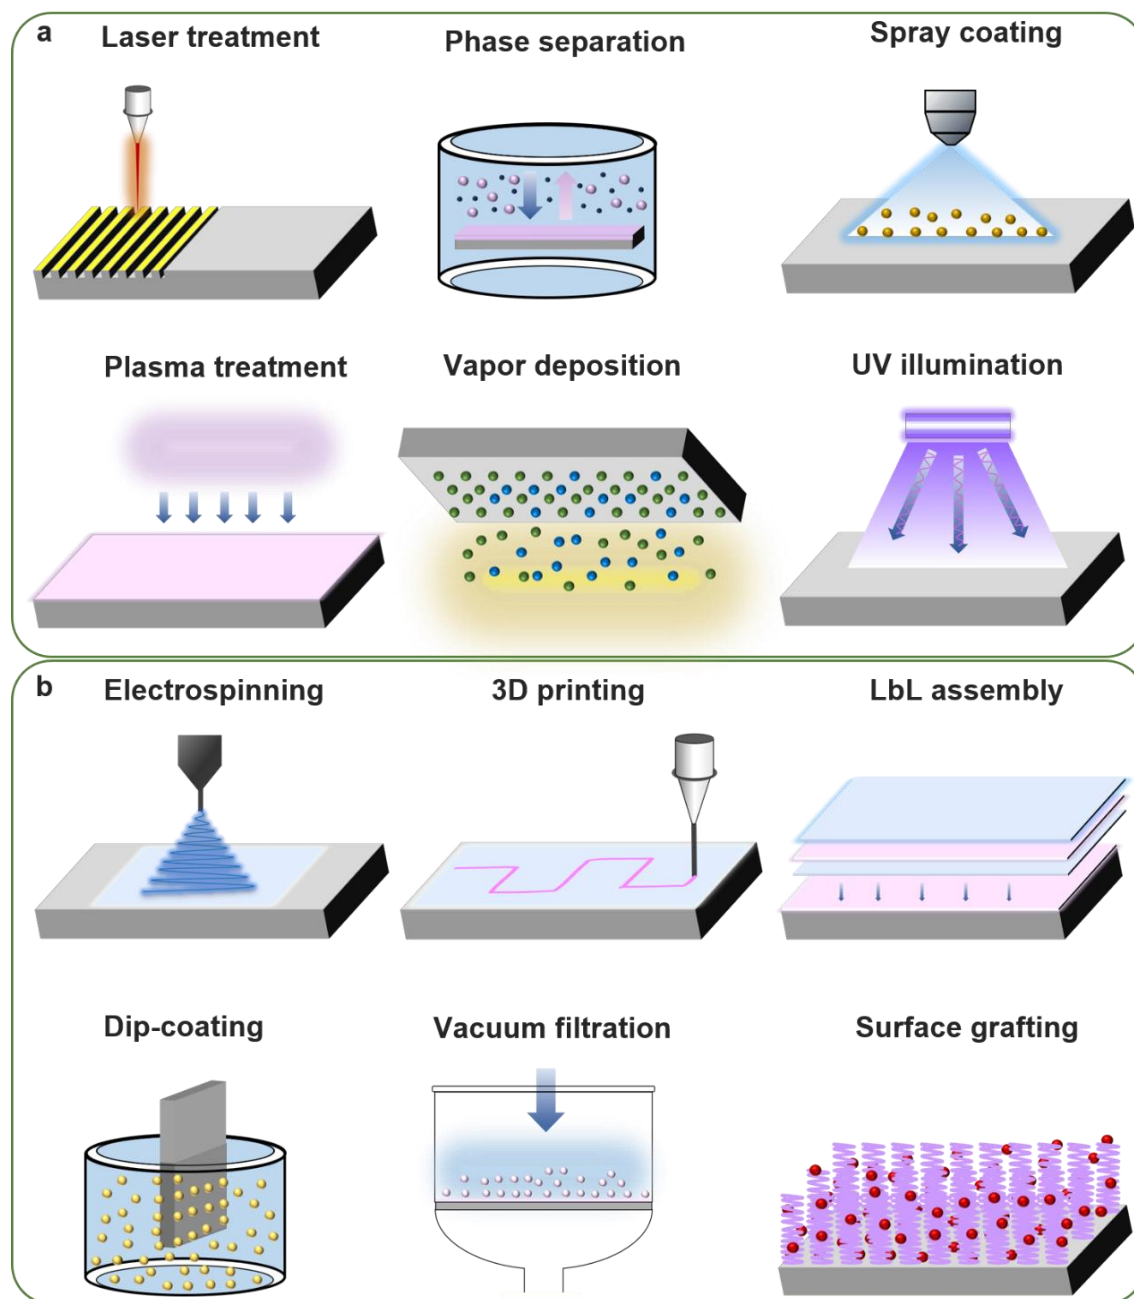 a
Laser treatment
Phase separation
Spray coating
Plasma treatment
Vapor deposition
UV illumination
b
Electrospinning
3D printing
LbL assembly
Dip-coating
Vacuum filtration
Surface grafting